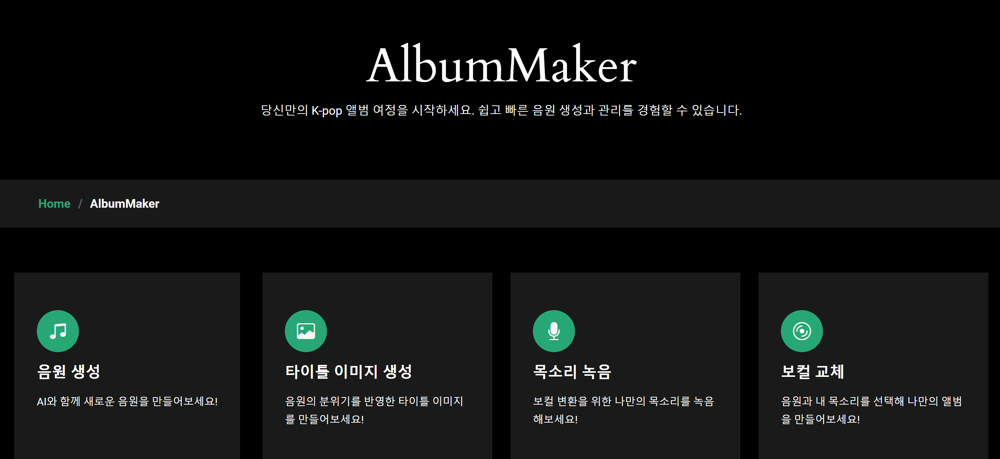 AlbumMaker
당신만의 K-pop 앨범 여정을 시작하세요. 쉽고 빠른 음원 생성과 관리를 경험할 수 있습니다.
Home / AlbumMaker
음원 생성
AI와 함께 새로운 음원을 만들어보세요!
타이틀 이미지 생성
음원의 분위기를 반영한 타이틀 이미지
를 만들어보세요!
목소리 녹음
보컬 변환을 위한 나만의 목소리를 녹음
해보세요!
보컬 교체
음원과 내 목소리를 선택해 나만의 앨범
을 만들어보세요!